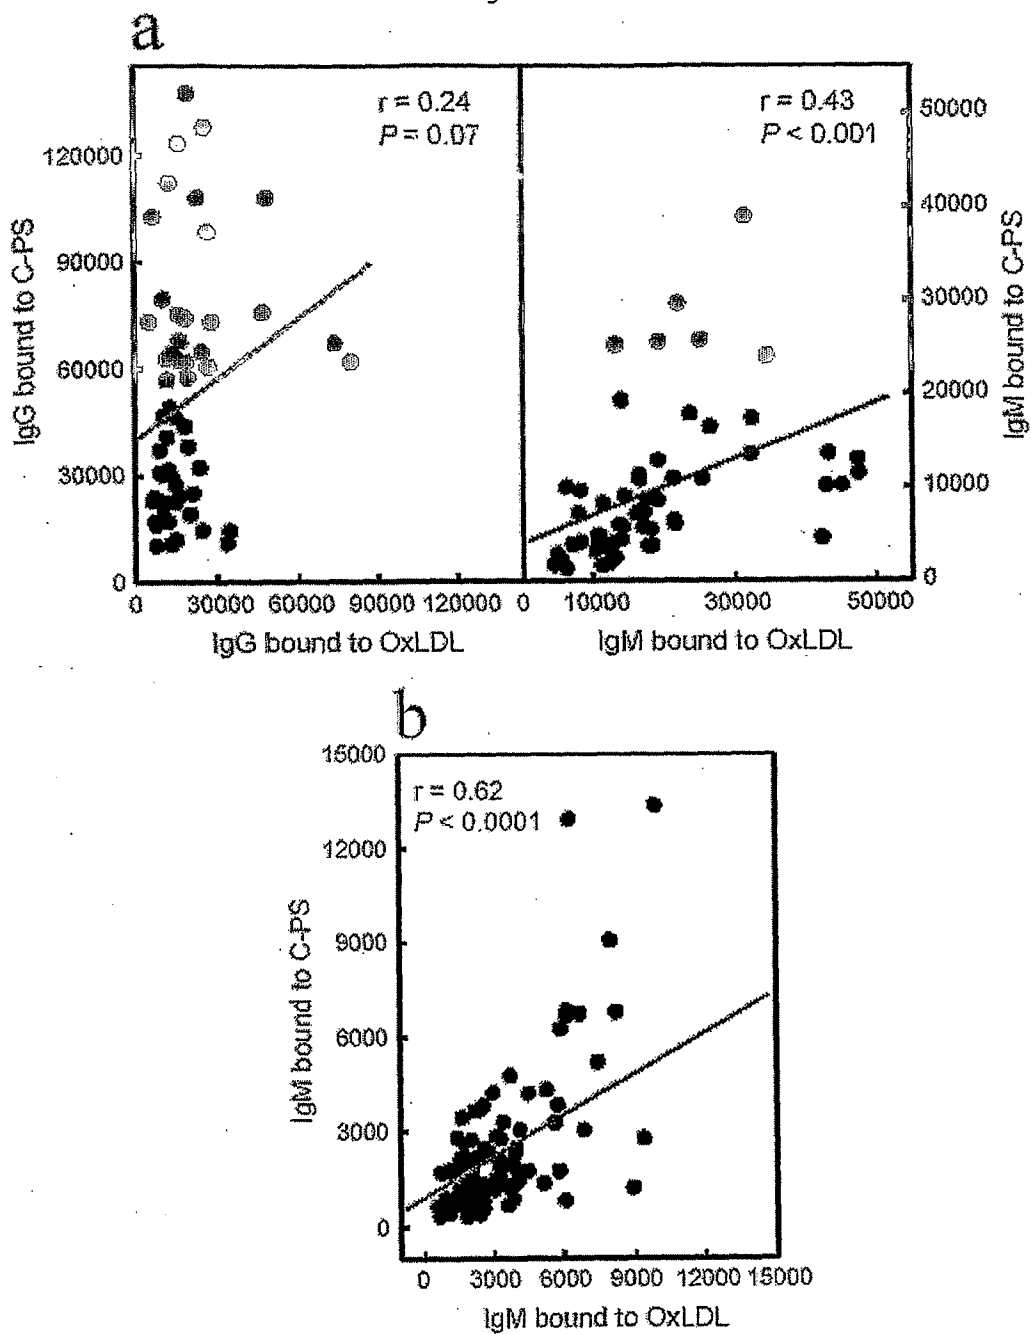 a
r = 0.24
P = 0.07
r = 0.43
P < 0.001
IgG bound to C-PS
120000
90000
60000
30000
0
50000
40000
30000
20000
10000
0
IgM bound to C-PS
0 30000 60000 90000 120000
0 10000 30000 50000
IgG bound to OxLDL
IgM bound to OxLDL
b
r = 0.62
P < 0.0001
IgM bound to C-PS
15000
12000
9000
6000
3000
0
0 3000 6000 9000 12000 15000
IgM bound to OxLDL